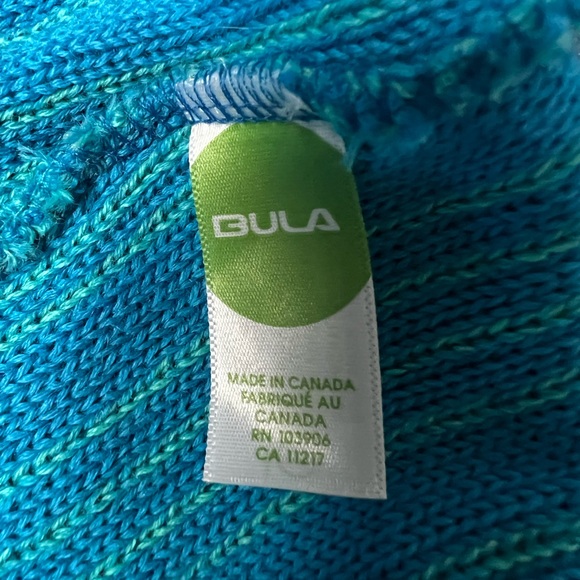 BULA
MADE IN CANADA
FABRIQUÉ AU
CANADA
RN 103906
CA 11217